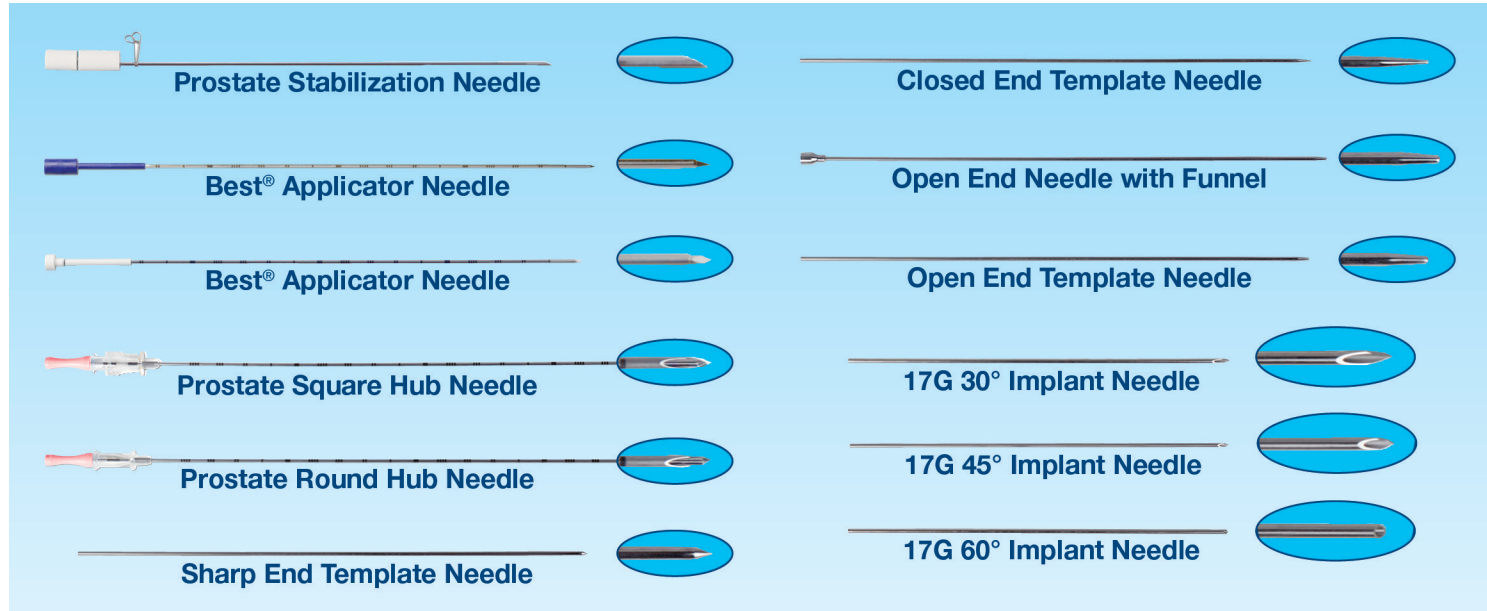 Prostate Stabilization Needle
Best® Applicator Needle
Best® Applicator Needle
Prostate Square Hub Needle
Prostate Round Hub Needle
Sharp End Template Needle
Closed End Template Needle
Open End Needle with Funnel
Open End Template Needle
17G 30° Implant Needle
17G 45° Implant Needle
17G 60° Implant Needle